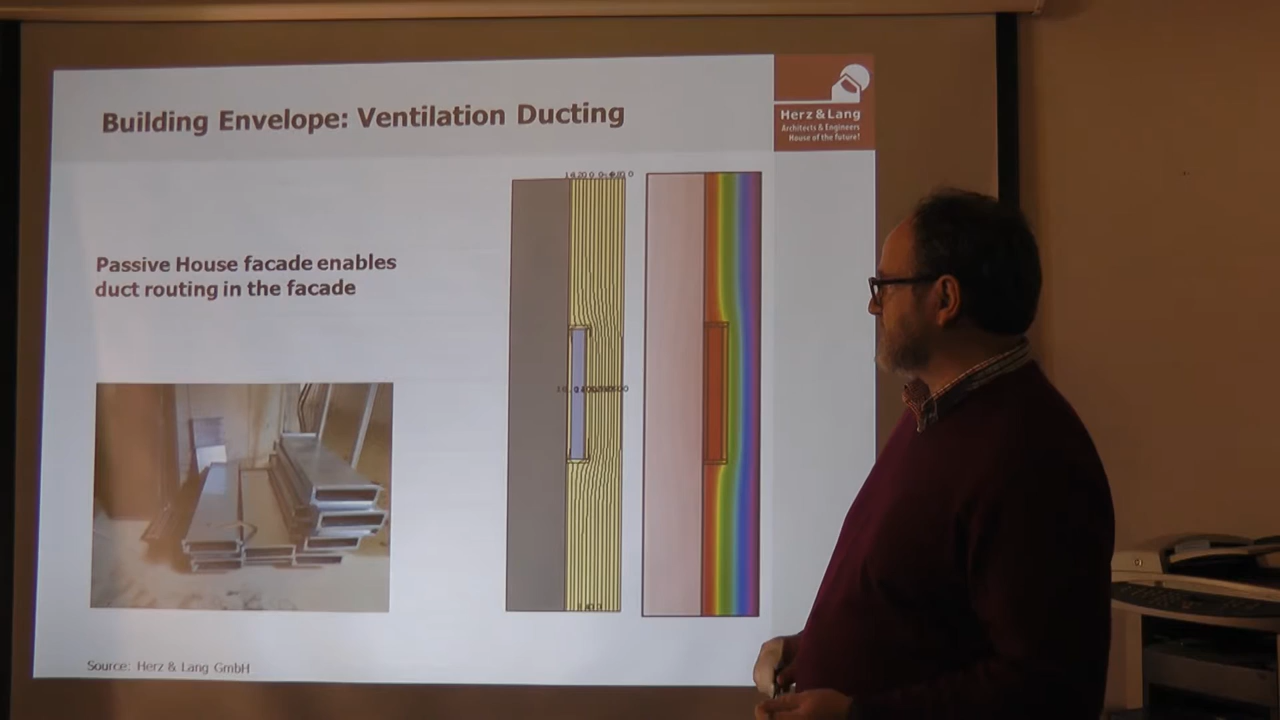 Building Envelope: Ventilation Ducting
Herz & Lang
Architects & Engineers
House of the future!
Passive House facade enables
duct routing in the facade
Source: Herz & Lang GmbH